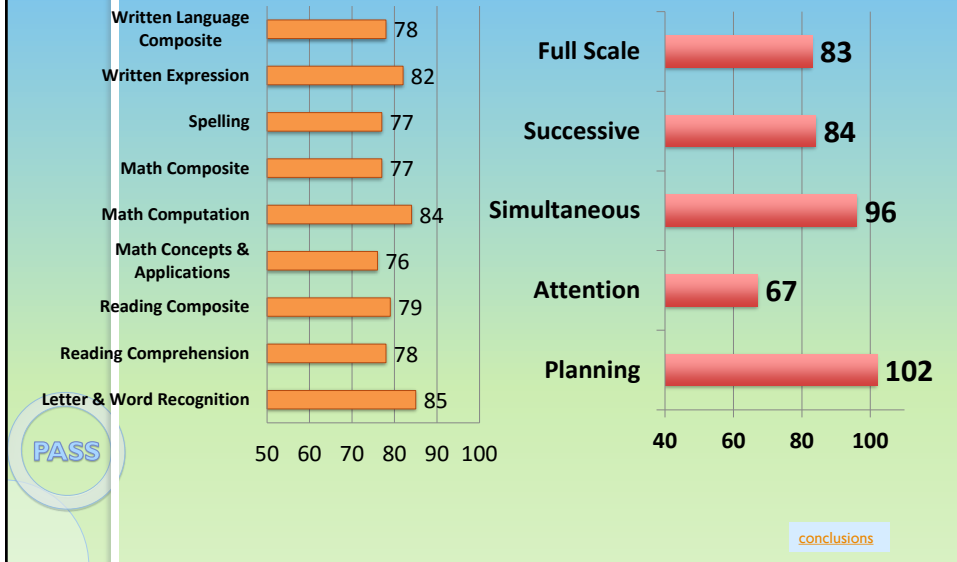 Written Language
Composite
78
Written Expression
82
Spelling
77
Math Composite
77
Math Computation
84
Math Concepts &
Applications
76
Reading Composite
79
Reading Comprehension
78
Letter & Word Recognition
85
50 60 70 80 90 100
Full Scale
83
Successive
84
Simultaneous
96
Attention
67
Planning
102
40 60 80 100
PASS
conclusions